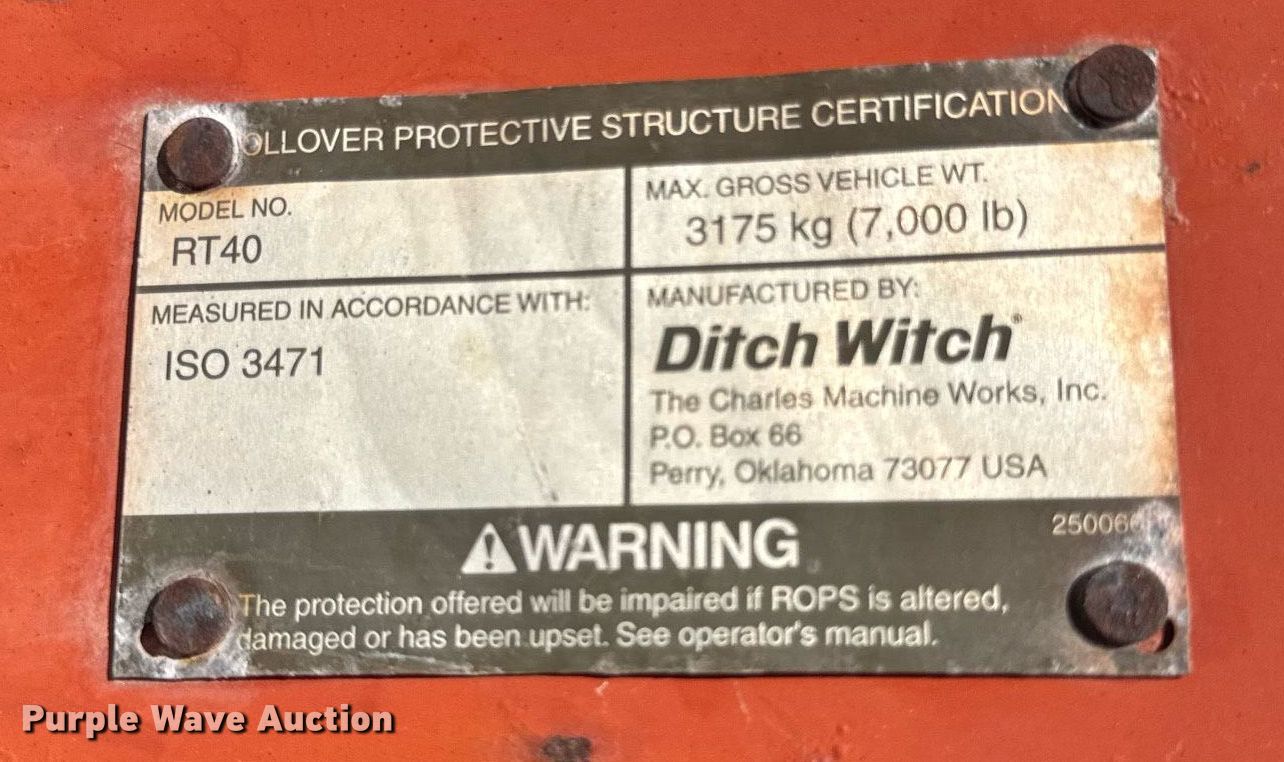 OLLOVER PROTECTIVE STRUCTURE CERTIFICATION
MODEL NO.
RT40
MAX. GROSS VEHICLE WT.
3175 kg (7,000 lb)
MEASURED IN ACCORDANCE WITH:
ISO 3471
MANUFACTURED BY:
Ditch Witch®
The Charles Machine Works, Inc.
P.O. Box 66
Perry, Oklahoma 73077 USA
WARNING
The protection offered will be impaired if ROPS is altered,
damaged or has been upset. See operator's manual.
Purple Wave Auction